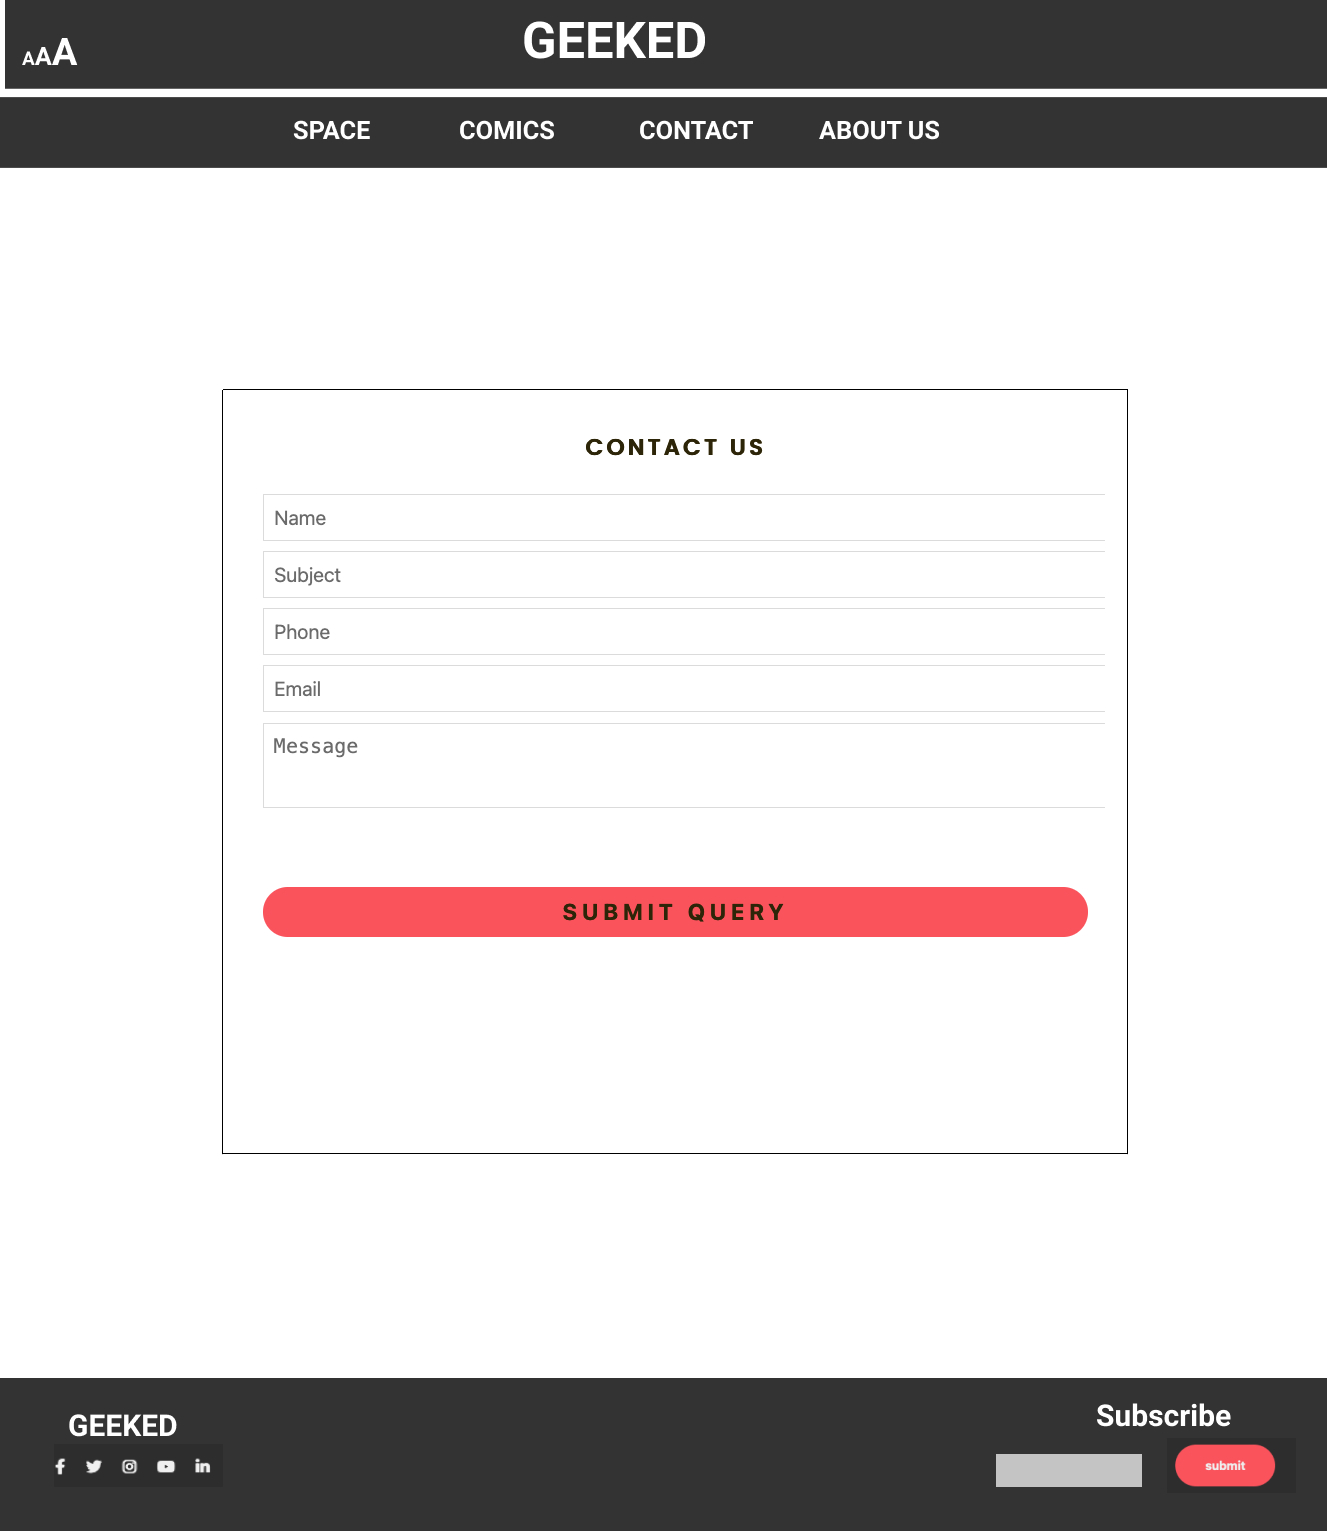 AAA
GEEKED
SPACE COMICS CONTACT ABOUT US
CONTACT US
Name
Subject
Phone
Email
Message
SUBMIT QUERY
GEEKED
Subscribe
submit